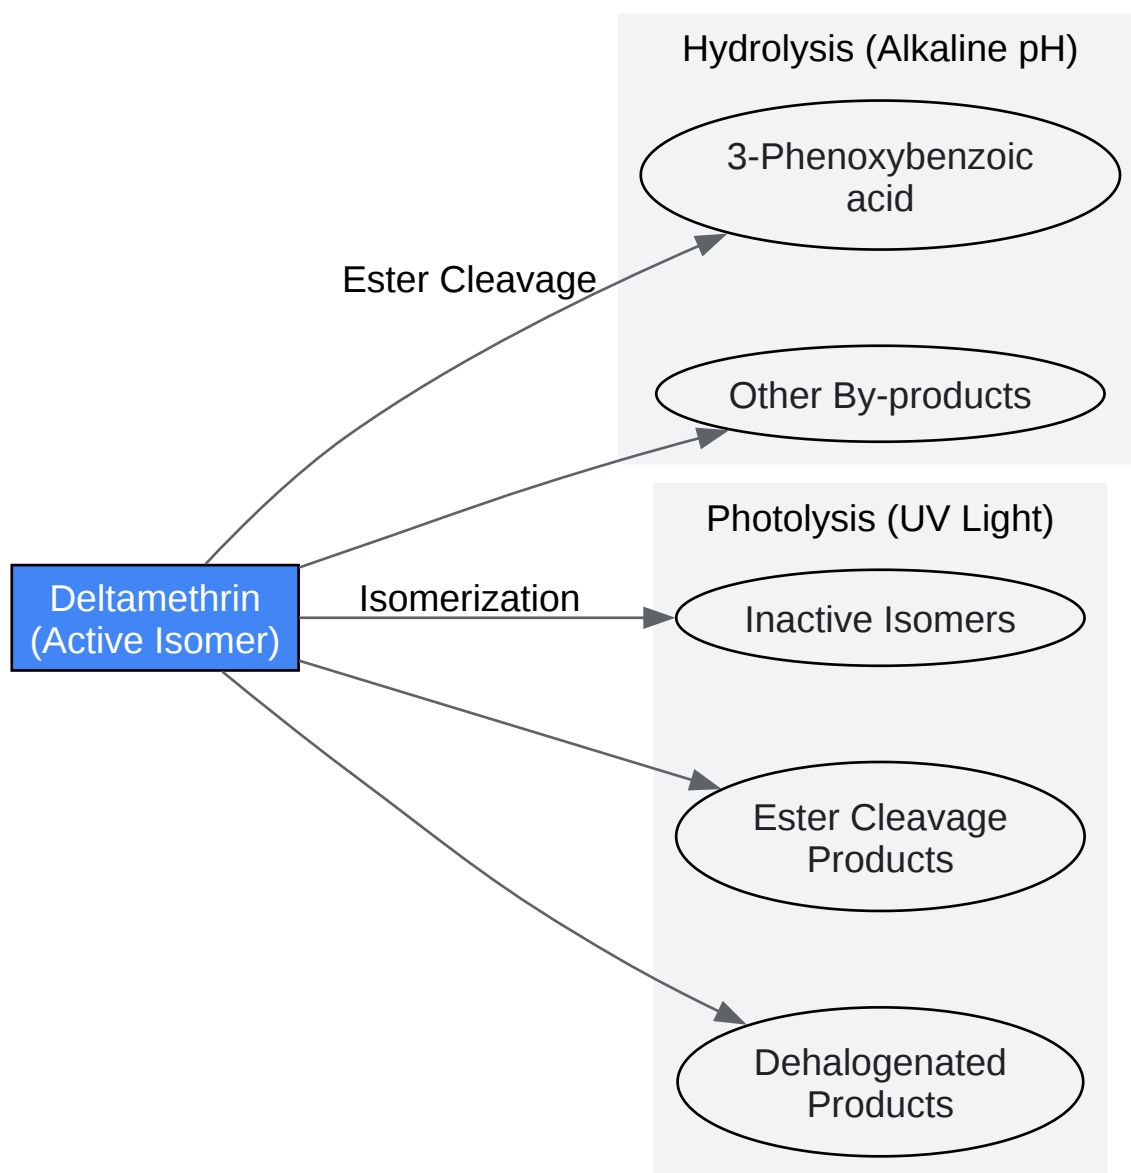 Hydrolysis (Alkaline pH)
3-Phenoxybenzoic
acid
Ester Cleavage
Other By-products
Photolysis (UV Light)
Deltamethrin
(Active Isomer)
Isomerization
Inactive Isomers
Ester Cleavage
Products
Dehalogenated
Products